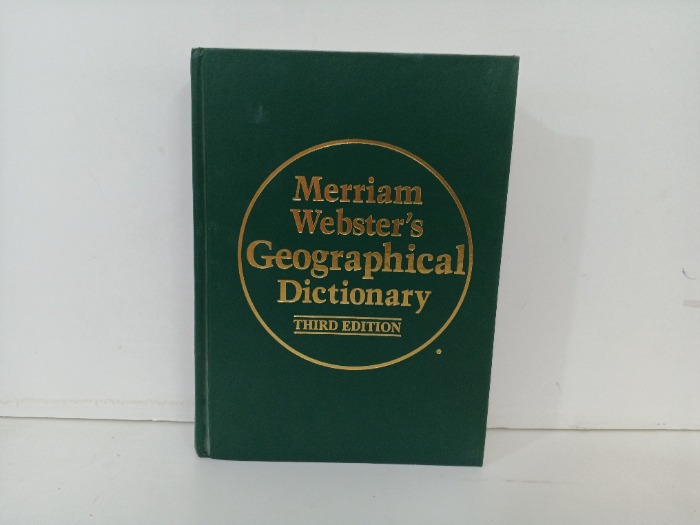 Merriam
Webster's
Geographical
Dictionary
THIRD EDITION